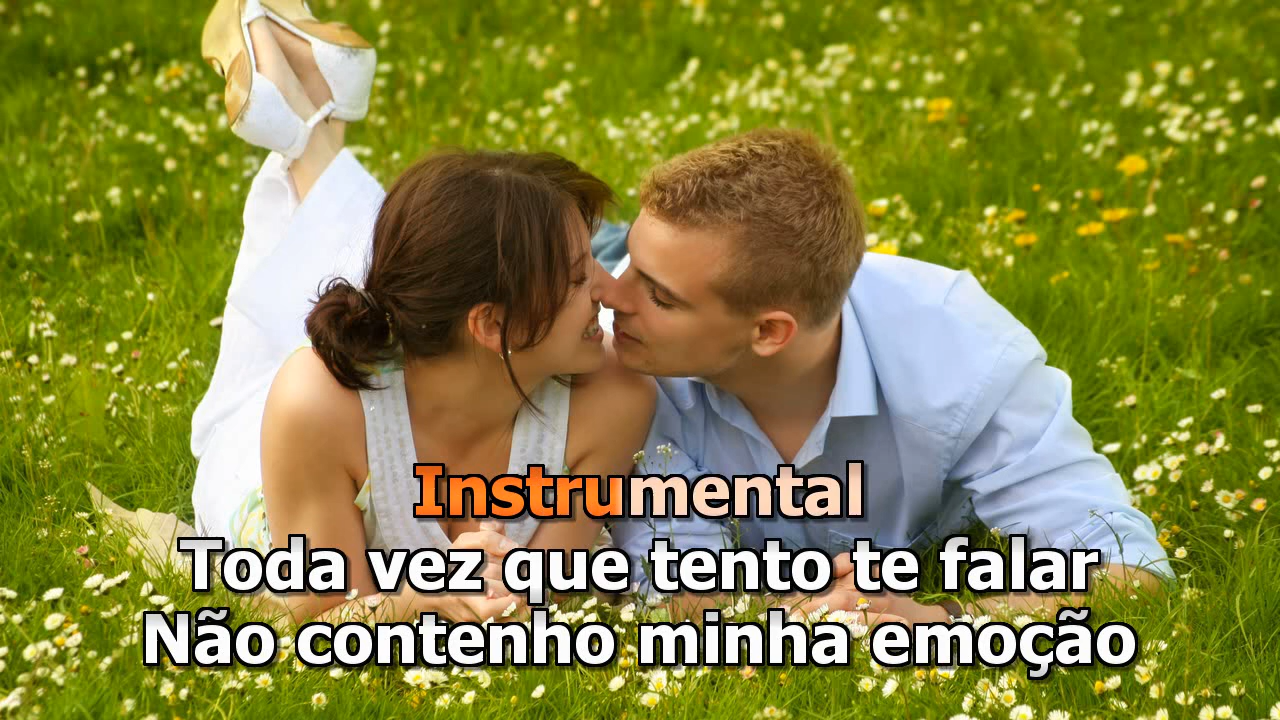 Instrumental
Toda vez que tento te falar
Não contenho minha emoção